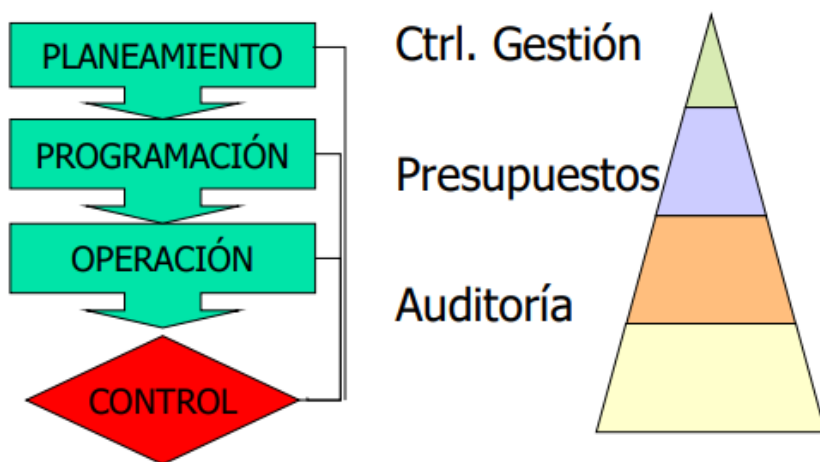 PLANEAMIENTO
PROGRAMACIÓN
OPERACIÓN
CONTROL
Ctrl. Gestión
Presupuestos
Auditoría